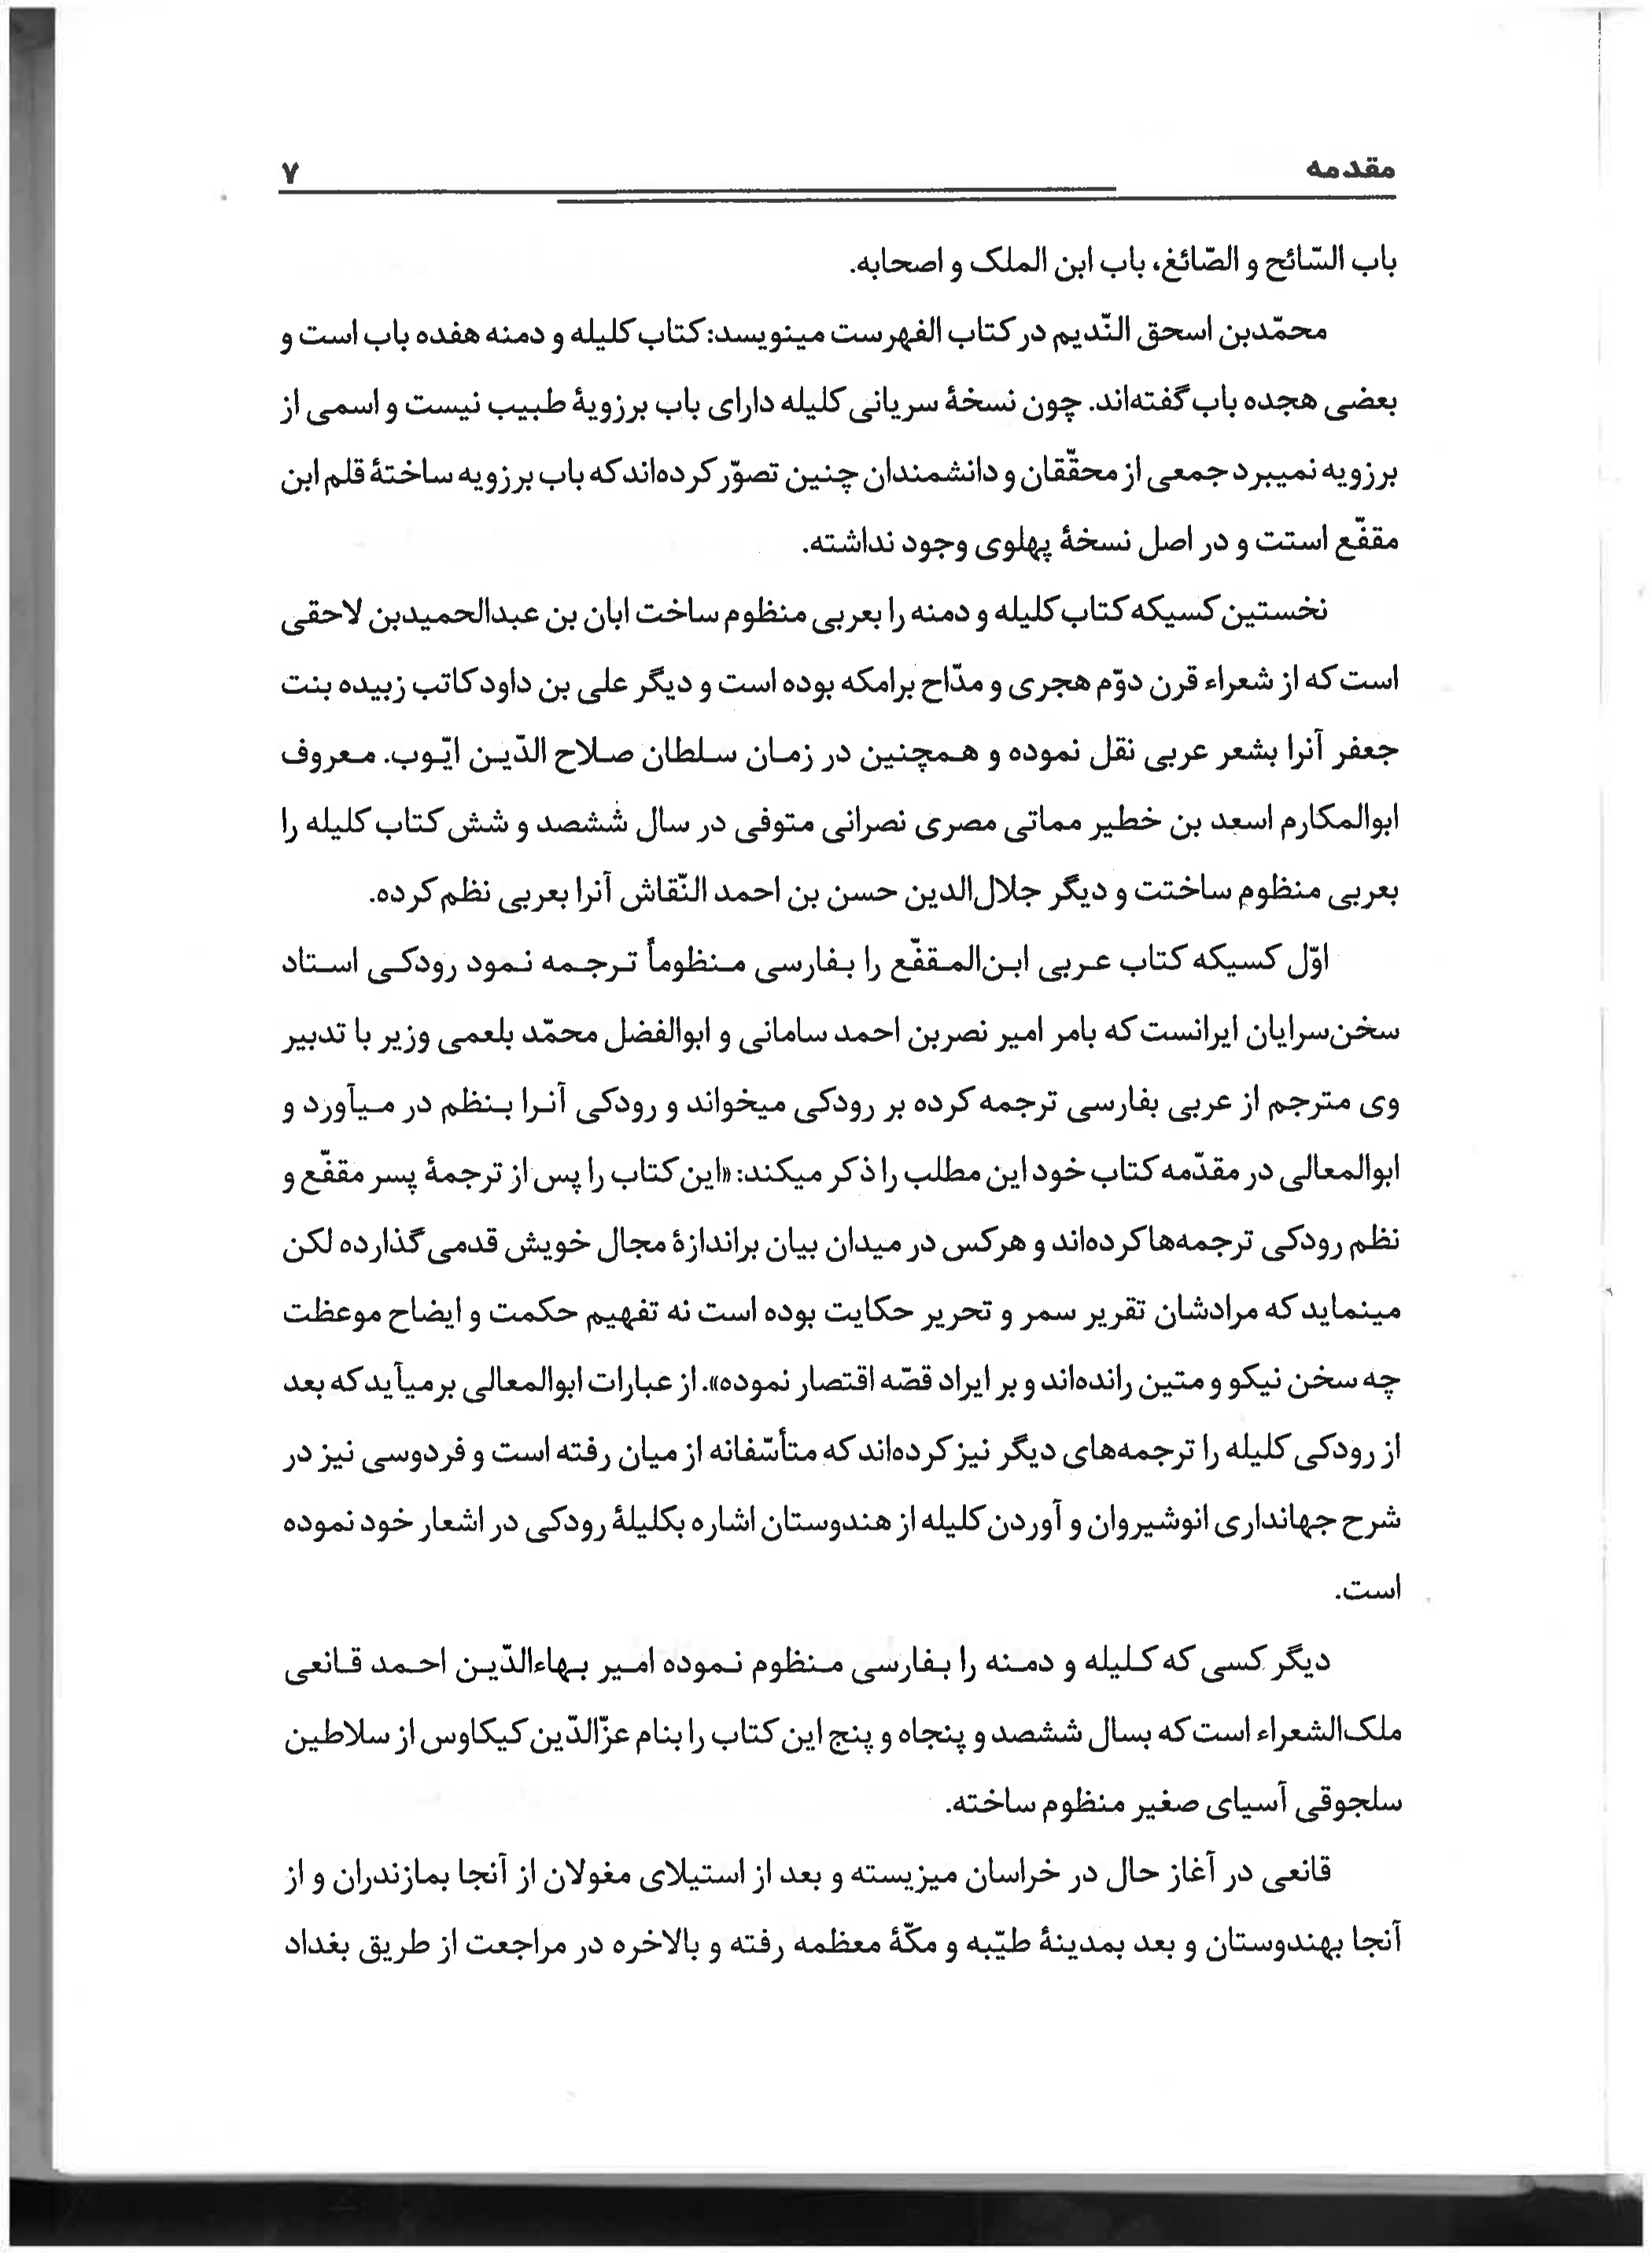 مقدمه ۷
باب السّائح و الصّائغ، باب ابن الملک و اصحابه.
محمّدبن اسحق النّدیم در کتاب الفهرست مینویسد: کتاب کلیله و دمنه هفده باب است و
بعضی هجده باب گفته‌اند. چون نسخهٔ سریانی کلیله دارای باب برزویهٔ طبیب نیست و اسمی از
برزویه نمیبرد جمعی از محقّقان و دانشمندان چنین تصوّر کرده‌اند که باب برزویه ساختهٔ قلم ابن
مقفّع استت و در اصل نسخهٔ پهلوی وجود نداشته.
نخستین کسیکه کتاب کلیله و دمنه را بعربی منظوم ساخت ابان بن عبدالحمیدبن لاحقی
است که از شعراء قرن دوّم هجری و مدّاح برامکه بوده است و دیگر علی بن داود کاتب زبیده بنت
جعفر آنرا بشعر عربی نقل نموده و همچنین در زمان سلطان صلاح الدّین ایّوب. معروف
ابوالمکارم اسعد بن خطیر مماتی مصری نصرانی متوفی در سال ششصد و شش کتاب کلیله را
بعربی منظوم ساختت و دیگر جلال‌الدین حسن بن احمد النّقاش آنرا بعربی نظم کرده.
اوّل کسیکه کتاب عربی ابن‌المقفّع را بفارسی منظوماً ترجمه نمود رودکی استاد
سخن‌سرایان ایرانست که بامر امیر نصربن احمد سامانی و ابوالفضل محمّد بلعمی وزیر با تدبیر
وی مترجم از عربی بفارسی ترجمه کرده بر رودکی میخواند و رودکی آنرا بنظم در میآورد و
ابوالمعالی در مقدّمه کتاب خود این مطلب را ذکر میکند: «این کتاب را پس از ترجمهٔ پسر مقفّع و
نظم رودکی ترجمه‌ها کرده‌اند و هرکس در میدان بیان براندازهٔ مجال خویش قدمی گذارده لکن
مینماید که مرادشان تقریر سمر و تحریر حکایت بوده است نه تفهیم حکمت و ایضاح موعظت
چه سخن نیکو و متین رانده‌اند و بر ایراد قصّه اقتصار نموده». از عبارات ابوالمعالی برمیآید که بعد
از رودکی کلیله را ترجمه‌های دیگر نیز کرده‌اند که متأسّفانه از میان رفته است و فردوسی نیز در
شرح جهانداری انوشیروان و آوردن کلیله از هندوستان اشاره بکلیلهٔ رودکی در اشعار خود نموده
است.
دیگر کسی که کلیله و دمنه را بفارسی منظوم نموده امیر بهاءالدّین احمد قانعی
ملک‌الشعراء است که بسال ششصد و پنجاه و پنج این کتاب را بنام عزّالدّین کیکاوس از سلاطین
سلجوقی آسیای صغیر منظوم ساخته.
قانعی در آغاز حال در خراسان میزیسته و بعد از استیلای مغولان از آنجا بمازندران و از
آنجا بهندوستان و بعد بمدینهٔ طیّبه و مکّهٔ معظمه رفته و بالاخره در مراجعت از طریق بغداد